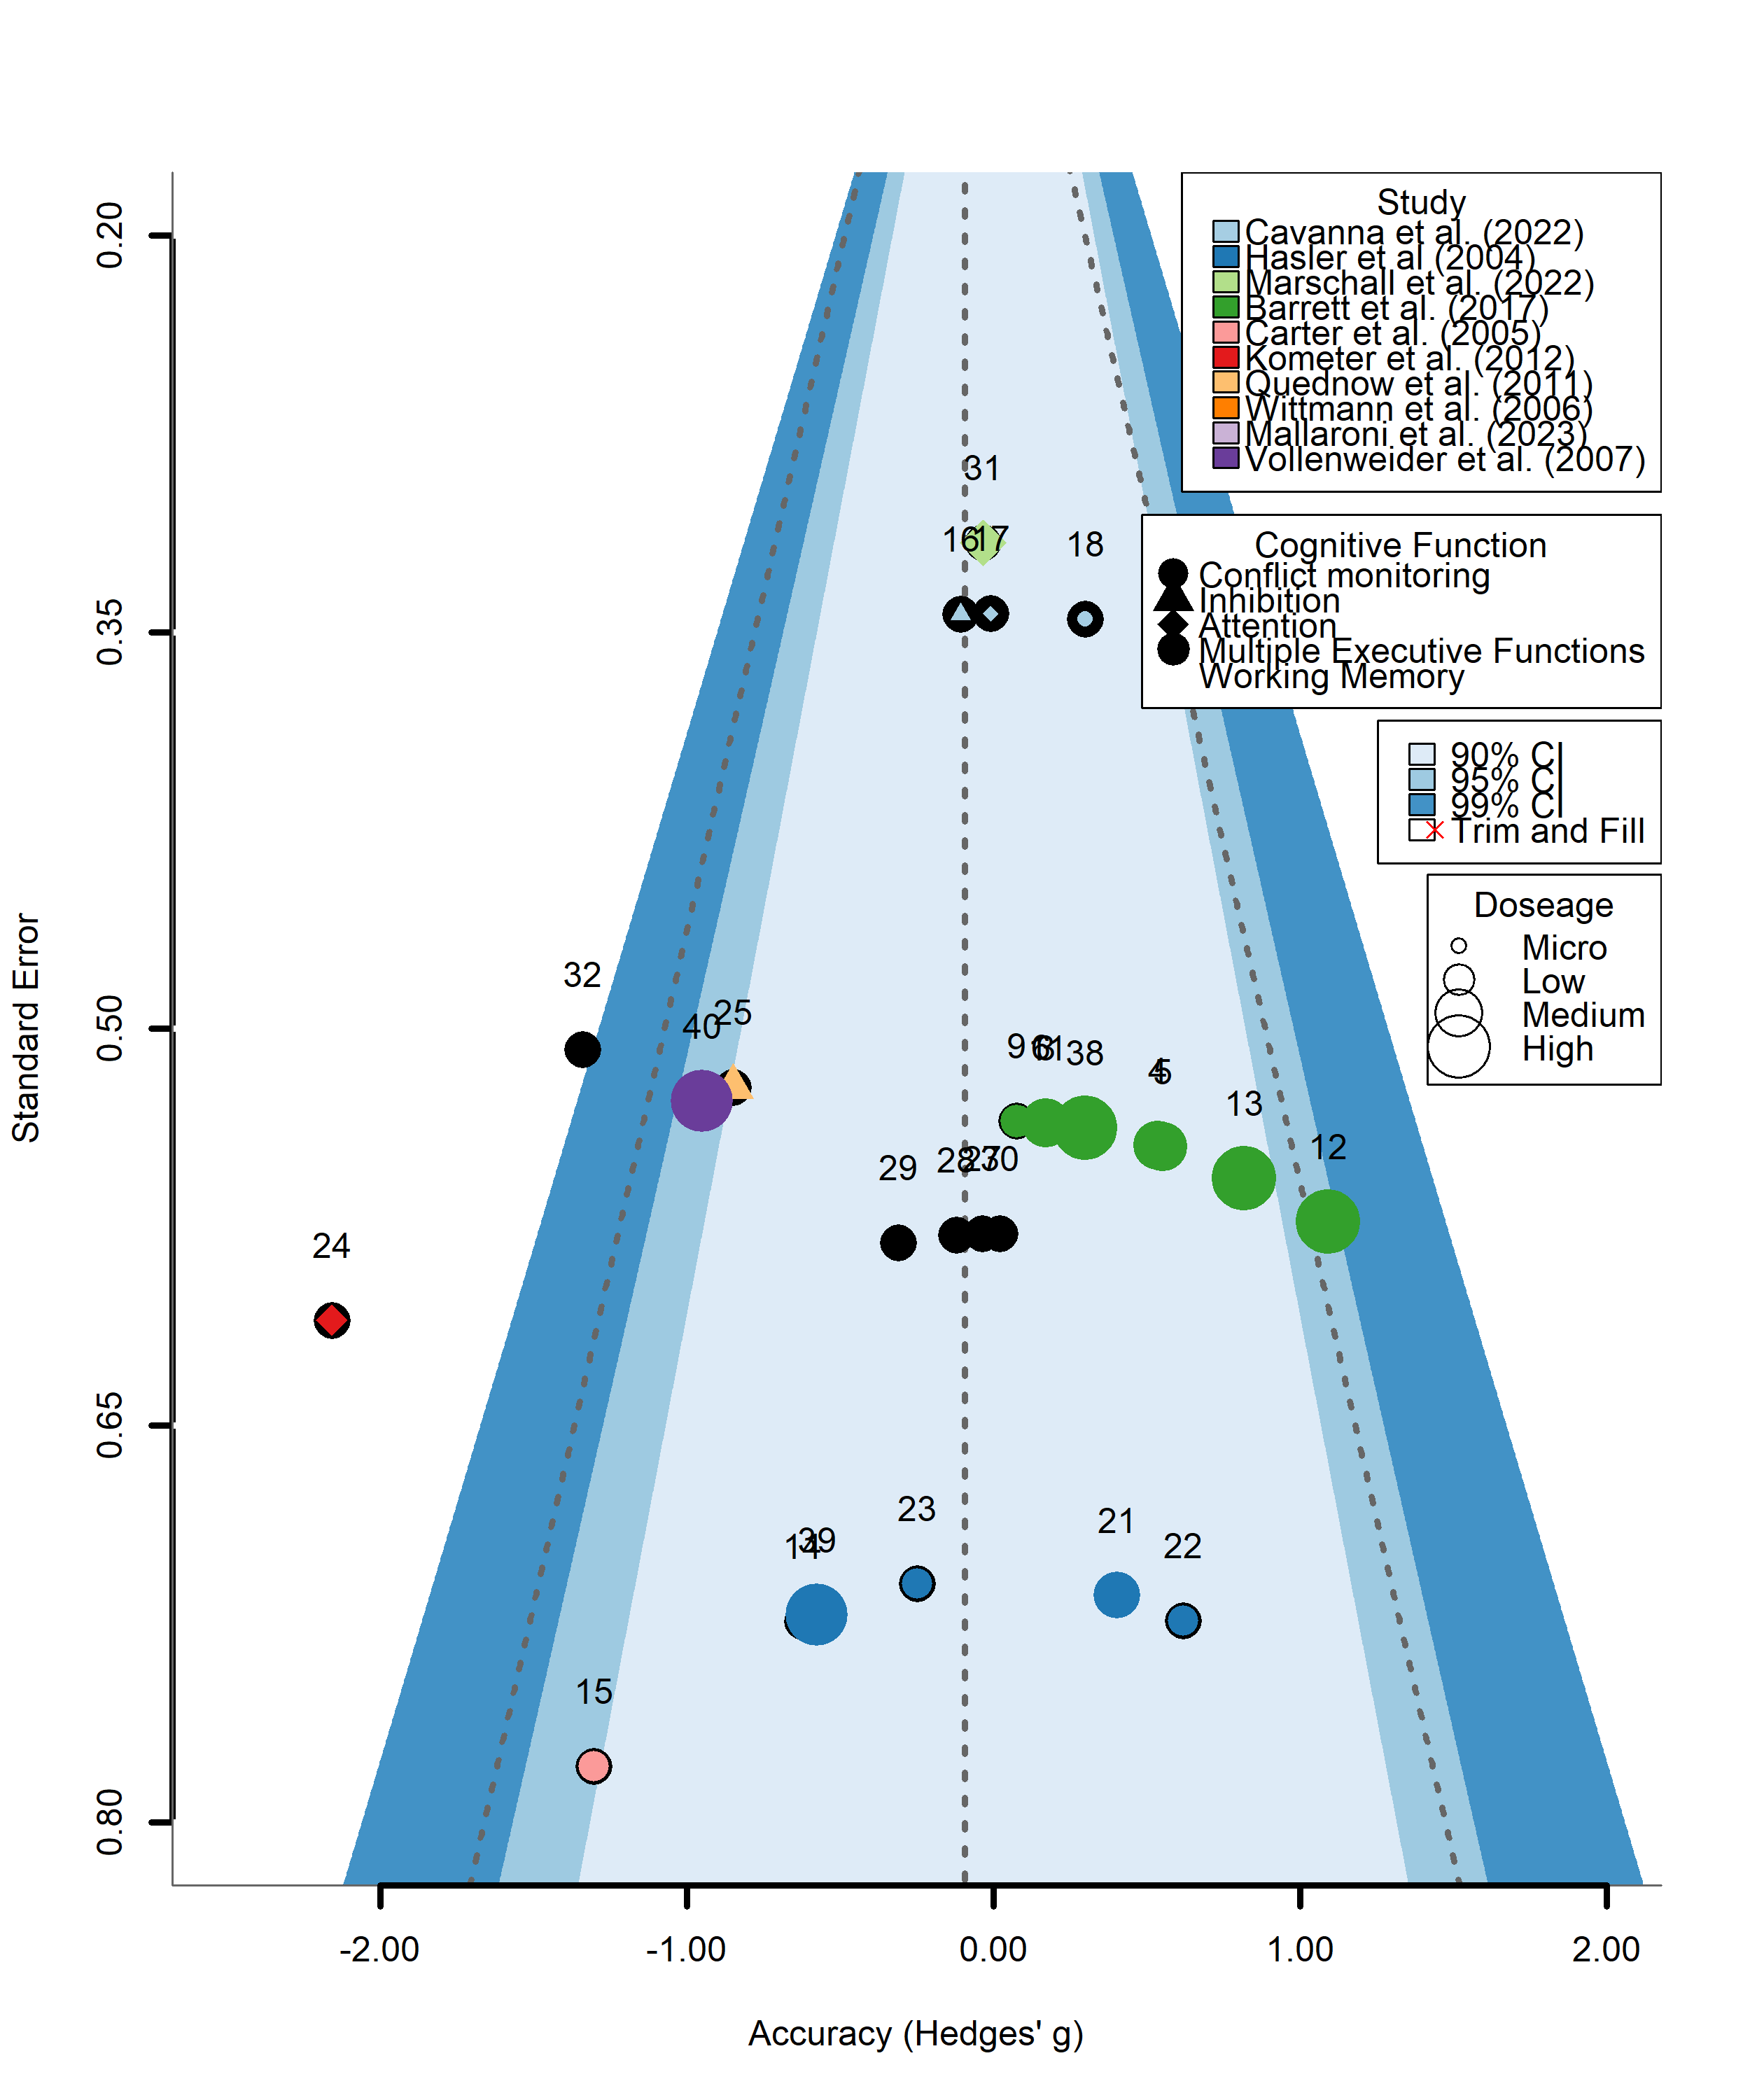 Study
Cavanna et al. (2022)
Hasler et al (2004)
Marschall et al. (2022)
Barrett et al. (2017)
Carter et al. (2005)
Kometer et al. (2012)
Quednow et al. (2011)
Wittmann et al. (2006)
Mallaroni et al. (2023)
Vollenweider et al. (2007)
Cognitive Function
Conflict monitoring
Inhibition
Attention
Multiple Executive Functions
Working Memory
90% CI
95% CI
99% CI
Trim and Fill
Doseage
Micro
Low
Medium
High
31
16
17
18
32
40
25
9
38
4
5
13
12
29
28
27
30
24
23
14
39
21
22
15
Standard Error
0.20
0.35
0.50
0.65
0.80
-2.00
-1.00
0.00
1.00
2.00
Accuracy (Hedges' g)